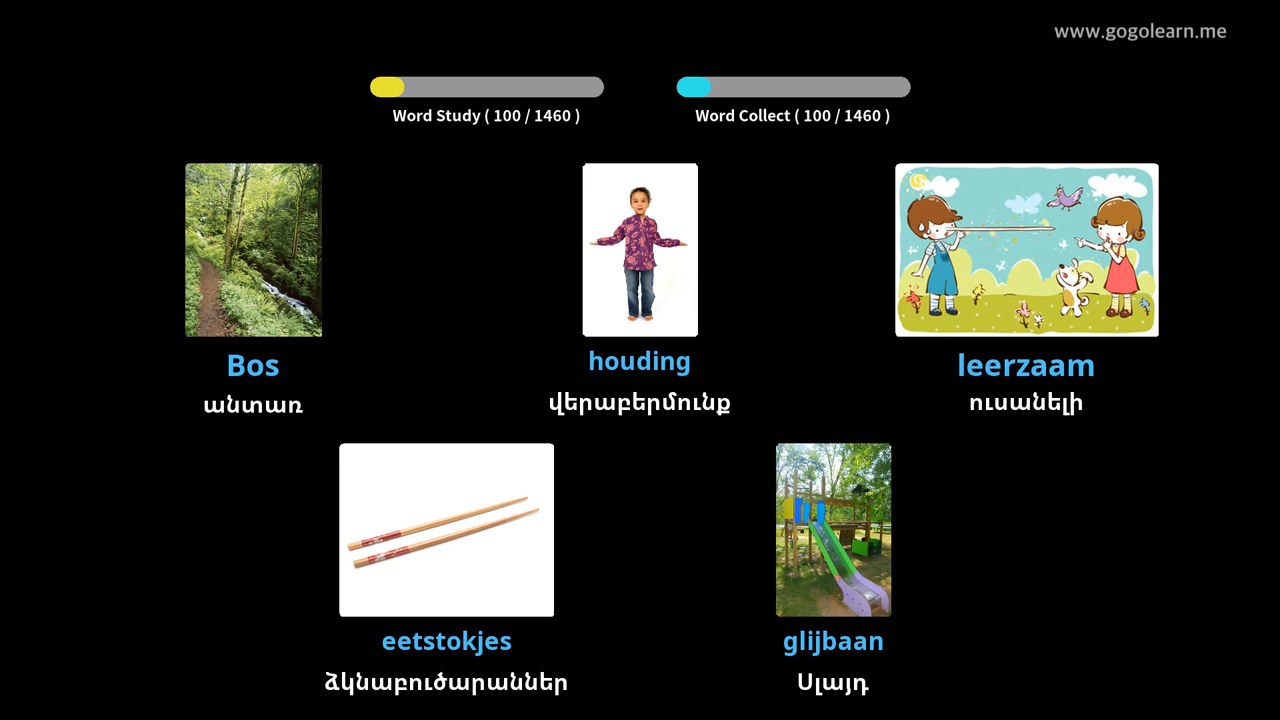 www.gogolearn.me
Word Study ( 100 / 1460 )
Word Collect ( 100 / 1460 )
Bos
անտառ
houding
վերաբերմունք
leerzaam
ուսանելի
eetstokjes
ձկնաբուծարաններ
glijbaan
Սլայդ